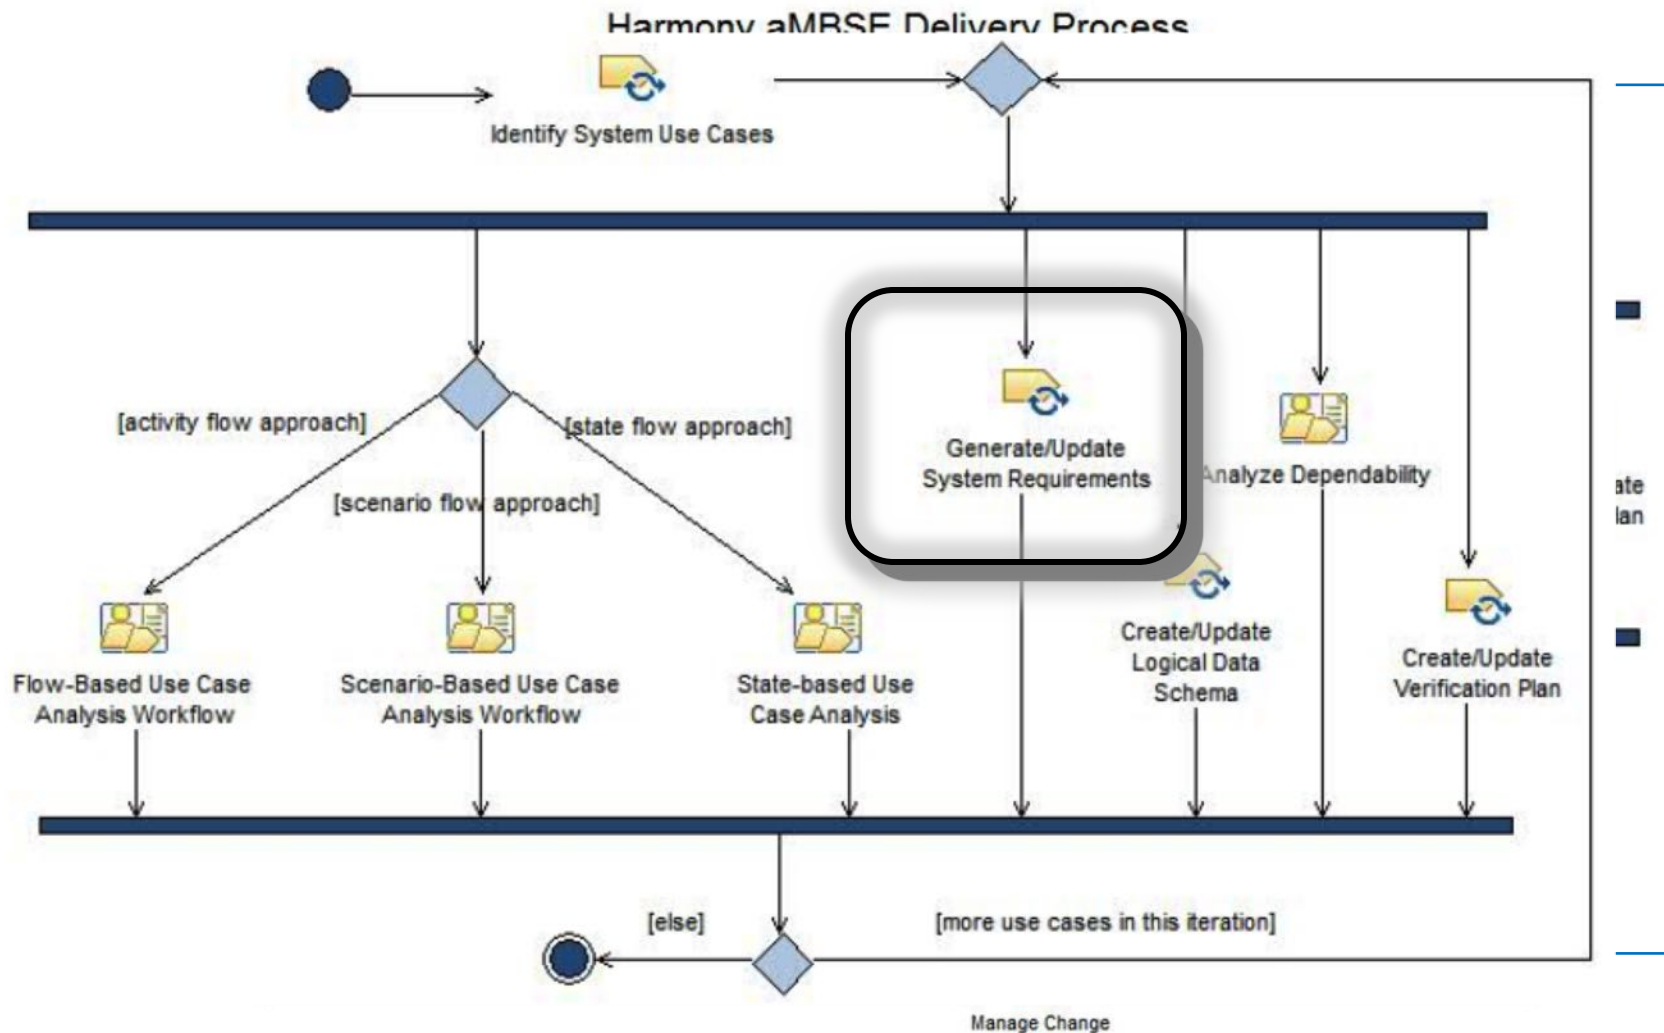 Harmony aMBSE Delivery Process
Identify System Use Cases
[activity flow approach]
[state flow approach]
[scenario flow approach]
Generate/Update
System Requirements
Analyze Dependability
ate
lan
Flow-Based Use Case
Analysis Workflow
Scenario-Based Use Case
Analysis Workflow
State-based Use
Case Analysis
Create/Update
Logical Data
Schema
Create/Update
Verification Plan
[else]
[more use cases in this iteration]
Manage Change